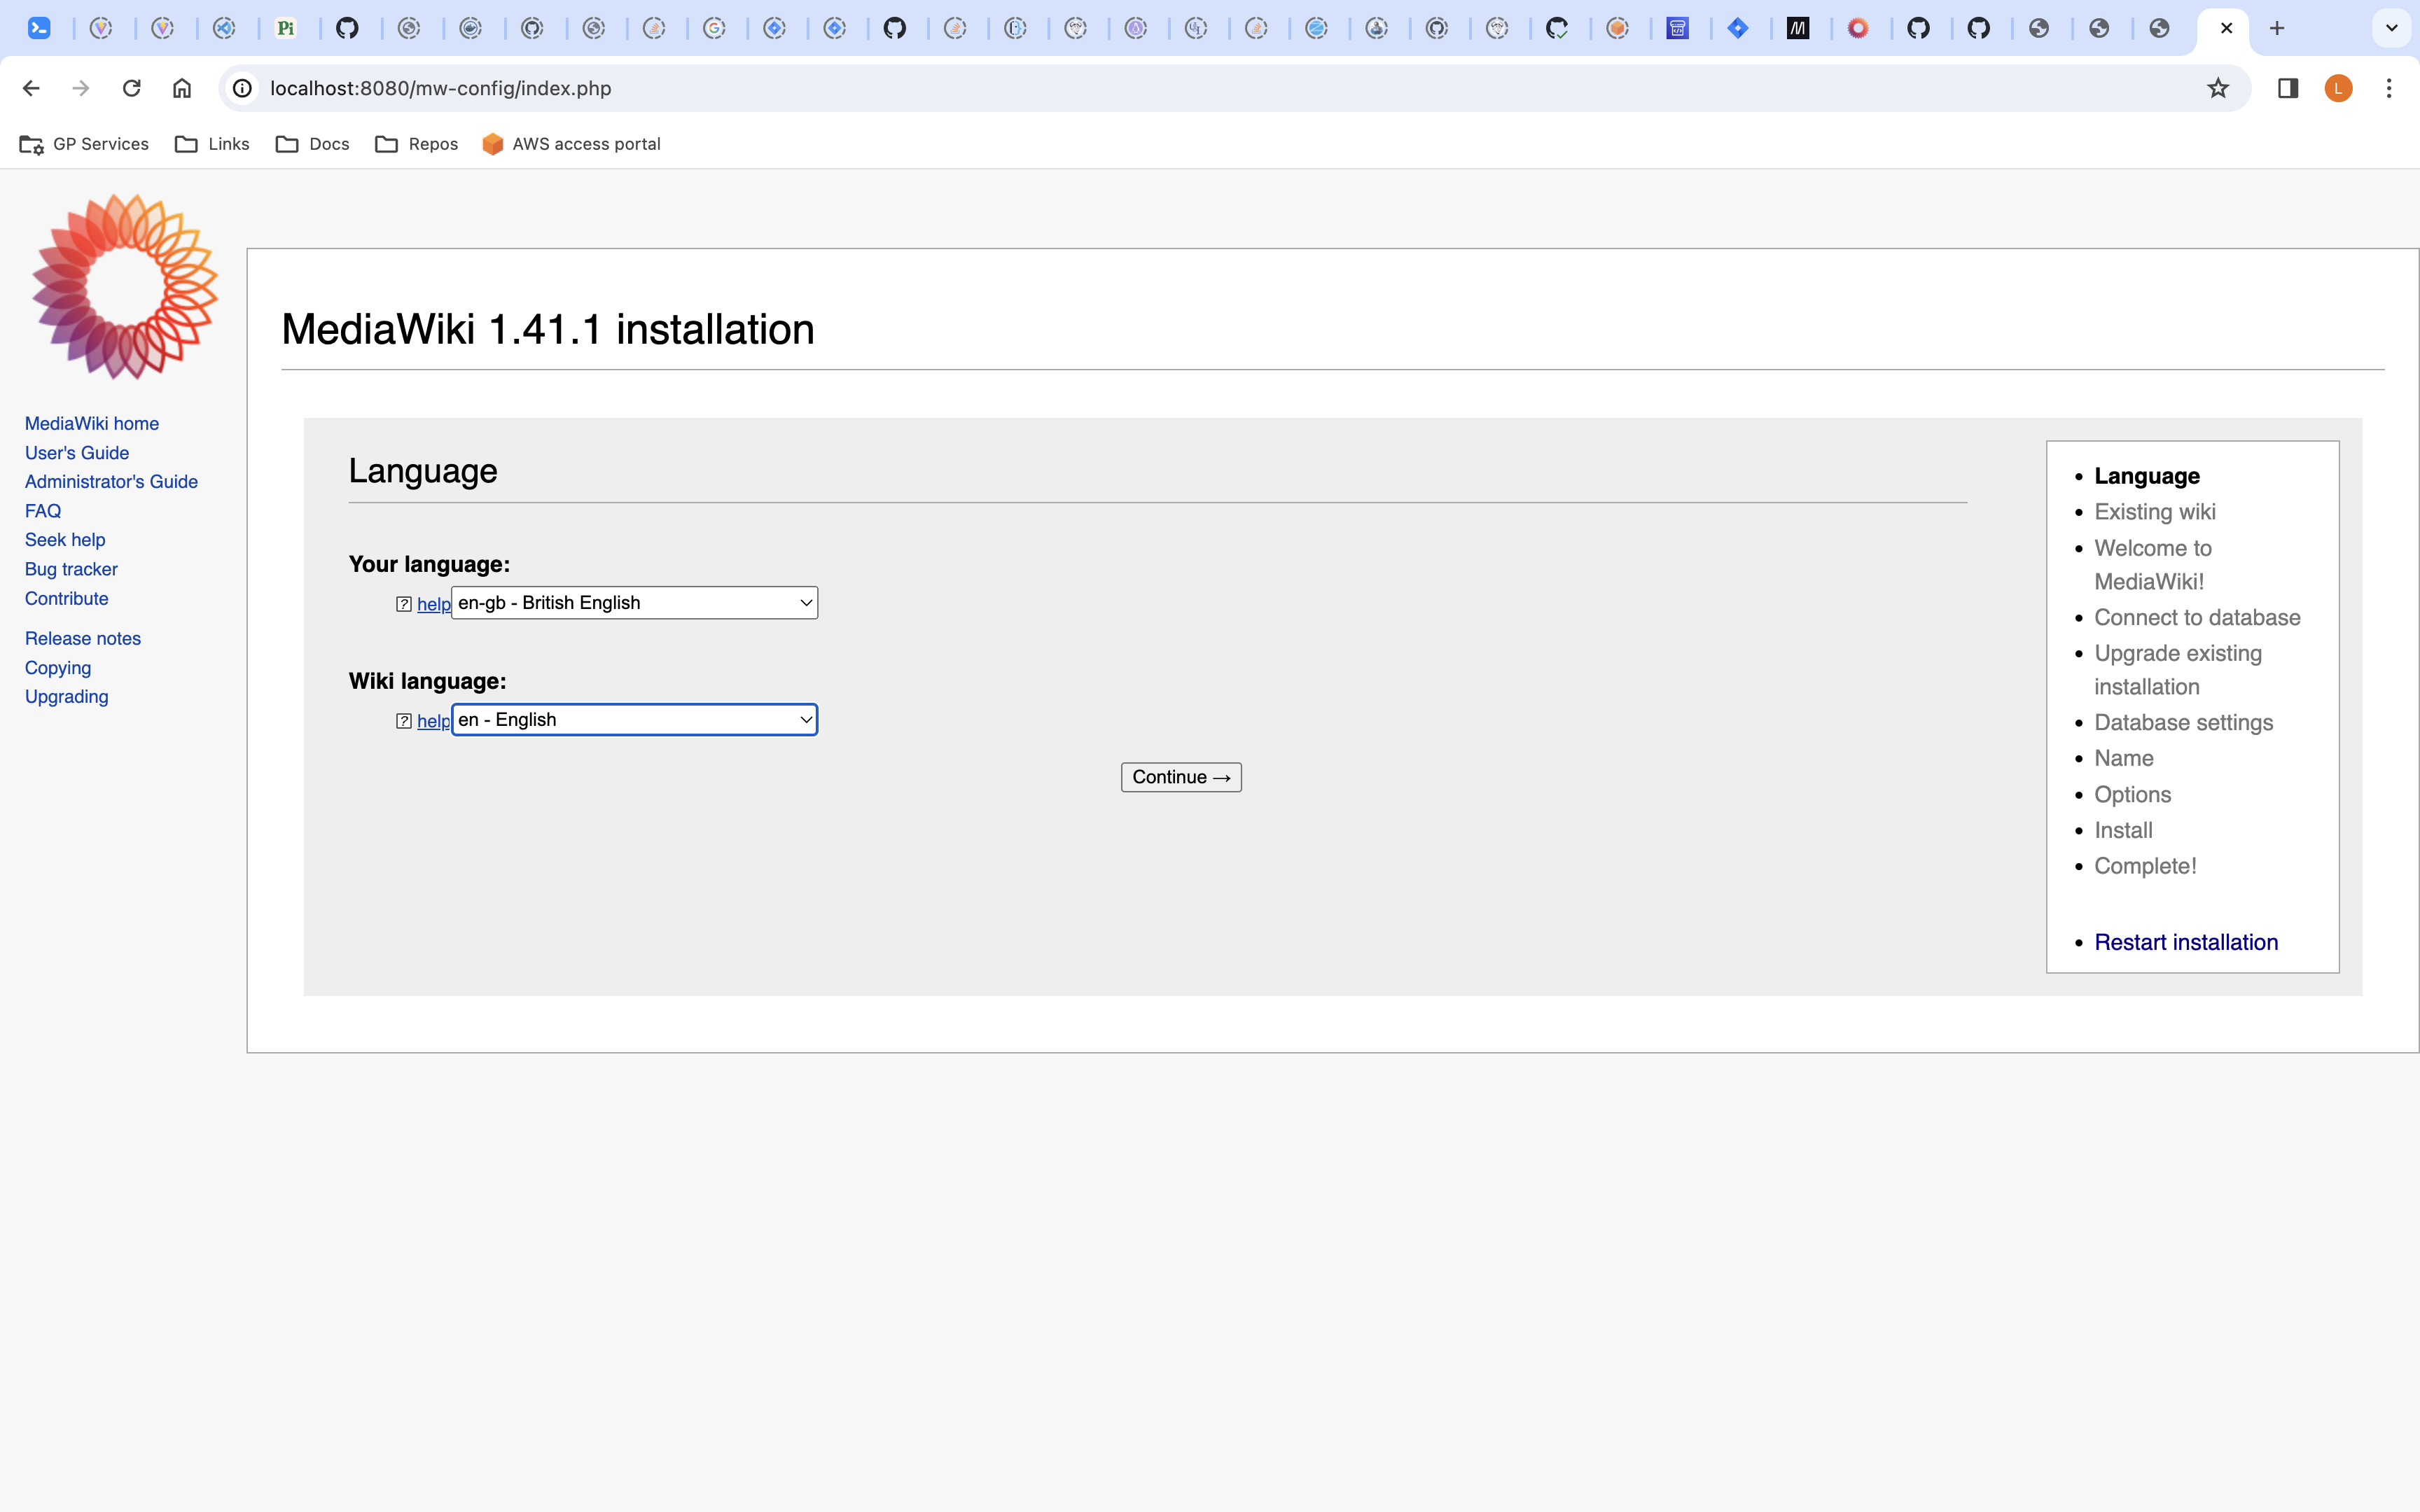 localhost:8080/mw-config/index.php
GP Services
Links
Docs
Repos
AWS access portal
L
MediaWiki home
User's Guide
Administrator's Guide
FAQ
Seek help
Bug tracker
Contribute
Release notes
Copying
Upgrading
MediaWiki 1.41.1 installation
Language
Your language:
help en-gb - British English
Wiki language:
help en - English
Continue →
Language
Existing wiki
Welcome to
MediaWiki!
Connect to database
Upgrade existing
installation
Database settings
Name
Options
Install
Complete!
Restart installation